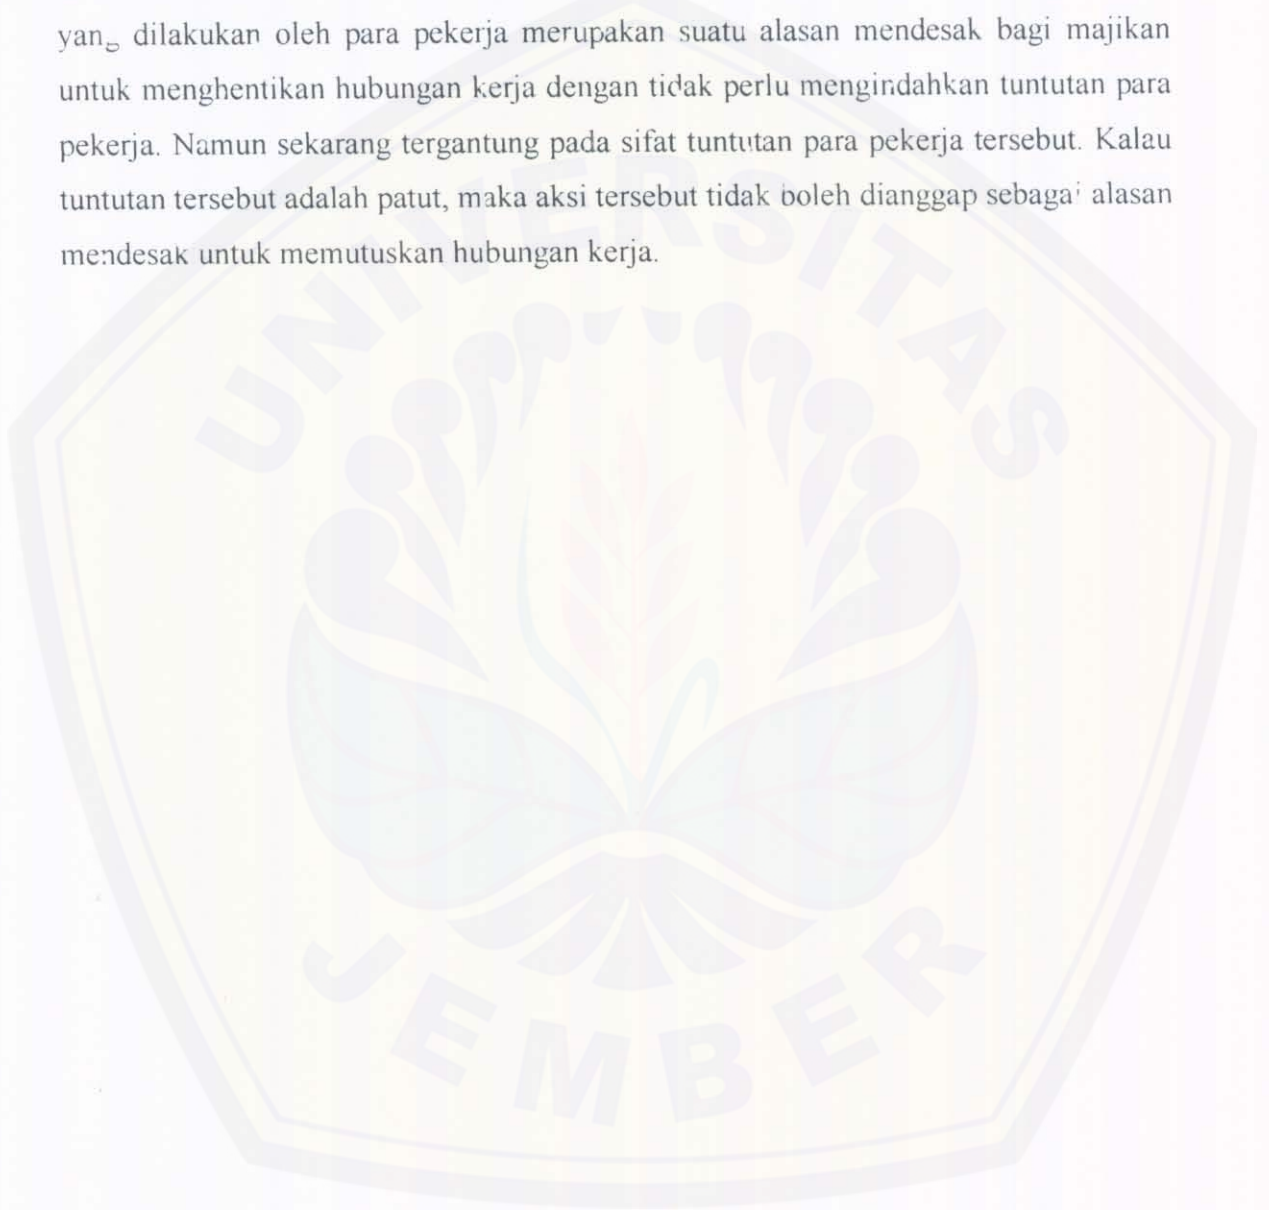 yang dilakukan oleh para pekerja merupakan suatu alasan mendesak bagi majikan
untuk menghentikan hubungan kerja dengan tidak perlu mengindahkan tuntutan para
pekerja. Namun sekarang tergantung pada sifat tuntutan para pekerja tersebut. Kalau
tuntutan tersebut adalah patut, maka aksi tersebut tidak boleh dianggap sebagai alasan
mendesak untuk memutuskan hubungan kerja.
UNIVERSITAS
JEMBER